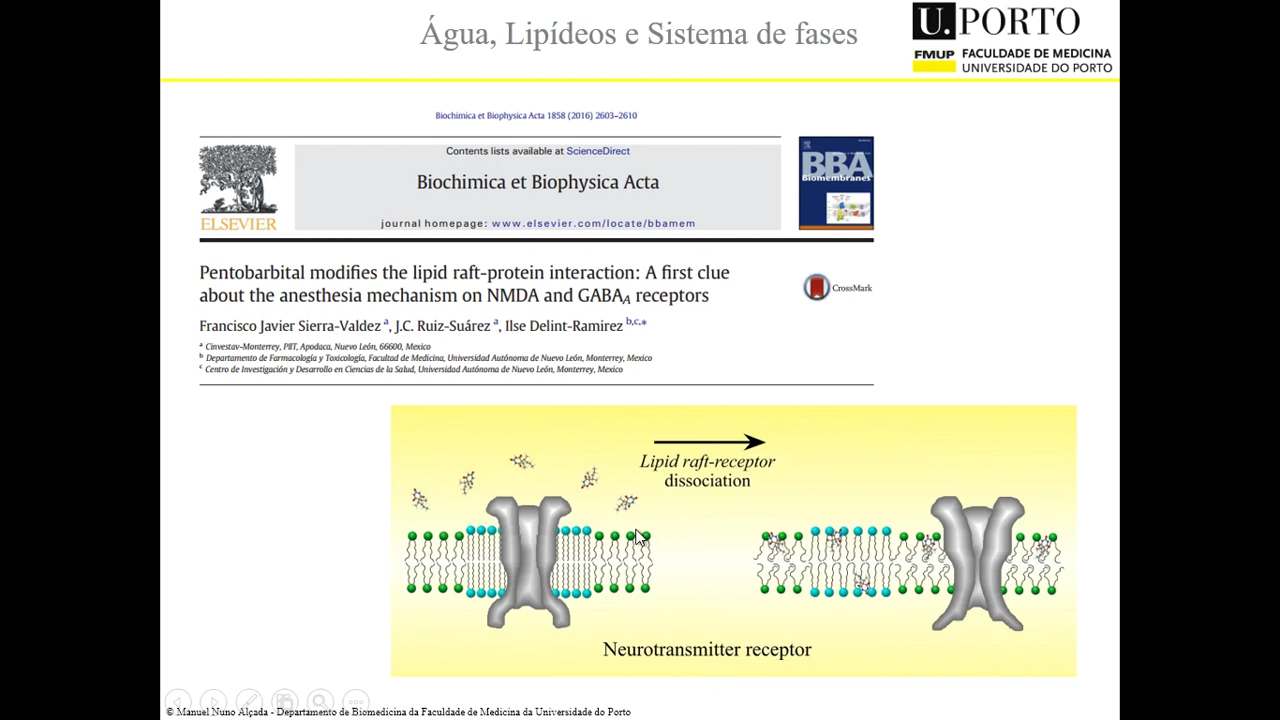 Água, Lipídeos e Sistema de fases
U.PORTO
FMUP FACULDADE DE MEDICINA
UNIVERSIDADE DO PORTO
Biochimica et Biophysica Acta 1858 (2016) 2603–2610
Contents lists available at ScienceDirect
Biochimica et Biophysica Acta
journal homepage: www.elsevier.com/locate/bbamem
ELSEVIER
BBA
Biomembranes
Pentobarbital modifies the lipid raft-protein interaction: A first clue
about the anesthesia mechanism on NMDA and GABAA receptors
CrossMark
Francisco Javier Sierra-Valdez a, J.C. Ruiz-Suárez a, Ilse Delint-Ramirez b,c,*
a Cinvestav-Monterrey, PIIT, Apodaca, Nuevo León, 66600, Mexico
b Departamento de Farmacología y Toxicología, Facultad de Medicina, Universidad Autónoma de Nuevo León, Monterrey, Mexico
c Centro de Investigación y Desarrollo en Ciencias de la Salud, Universidad Autónoma de Nuevo León, Monterrey, Mexico
Lipid raft-receptor
dissociation
Neurotransmitter receptor
© Manuel Nuno Alçada - Departamento de Biomedicina da Faculdade de Medicina da Universidade do Porto